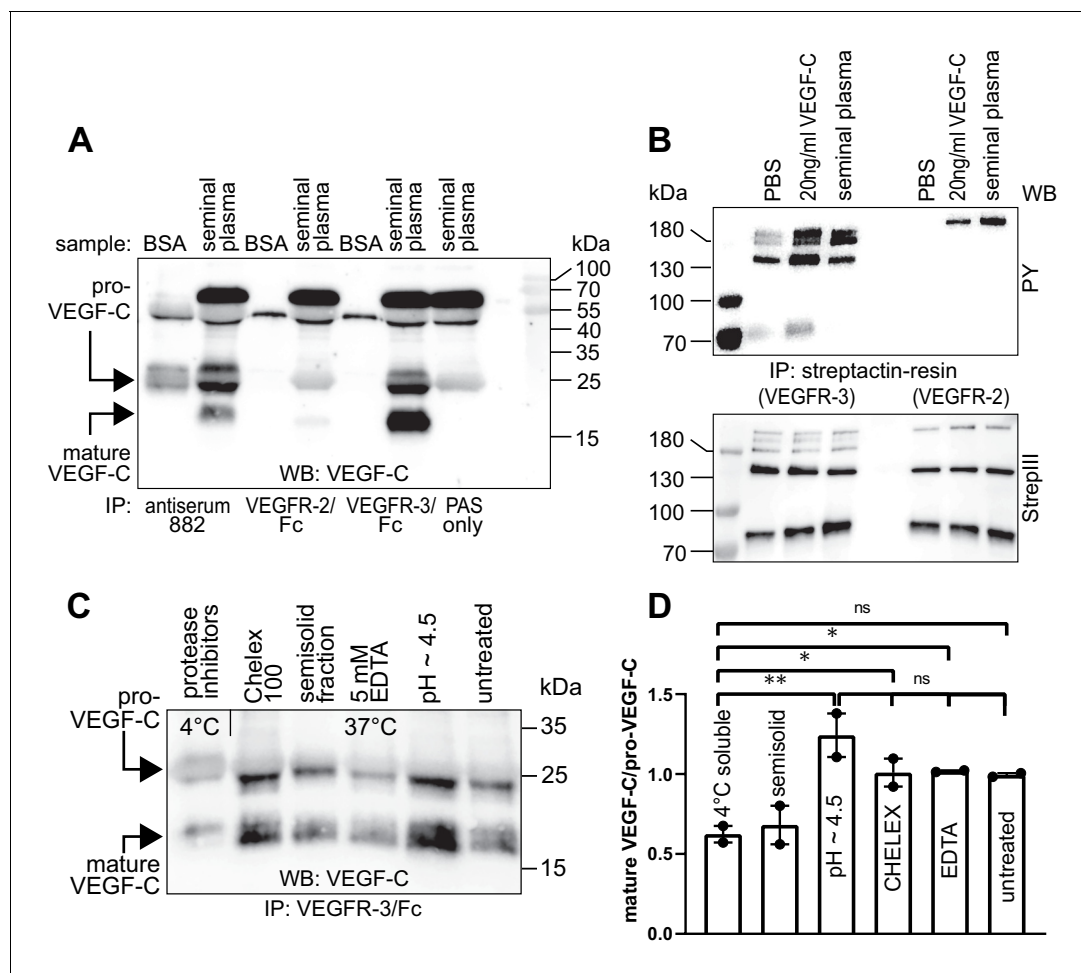 A
sample:
BSA
seminal
plasma
BSA
seminal
plasma
BSA
seminal
plasma
seminal
plasma
kDa
100
70
55
40
35
25
15
pro-
VEGF-C
mature
VEGF-C
WB: VEGF-C
IP:
antiserum
882
VEGFR-2/
Fc
VEGFR-3/
Fc
PAS
only
B
kDa
PBS
20ng/ml VEGF-C
seminal plasma
PBS
20ng/ml VEGF-C
seminal plasma
WB
180
130
100
70
PY
IP: streptactin-resin
(VEGFR-3)
(VEGFR-2)
180
130
100
70
StrepIII
C
protease
inhibitors
Chelex
100
semisolid
fraction
5 mM
EDTA
pH ~ 4.5
untreated
kDa
pro-
VEGF-C
4°C
37°C
35
25
15
mature
VEGF-C
WB: VEGF-C
IP: VEGFR-3/Fc
D
ns
*
*
**
ns
mature VEGF-C/pro-VEGF-C
1.5
1.0
0.5
0.0
4°C soluble
semisolid
pH ~ 4.5
CHELEX
EDTA
untreated